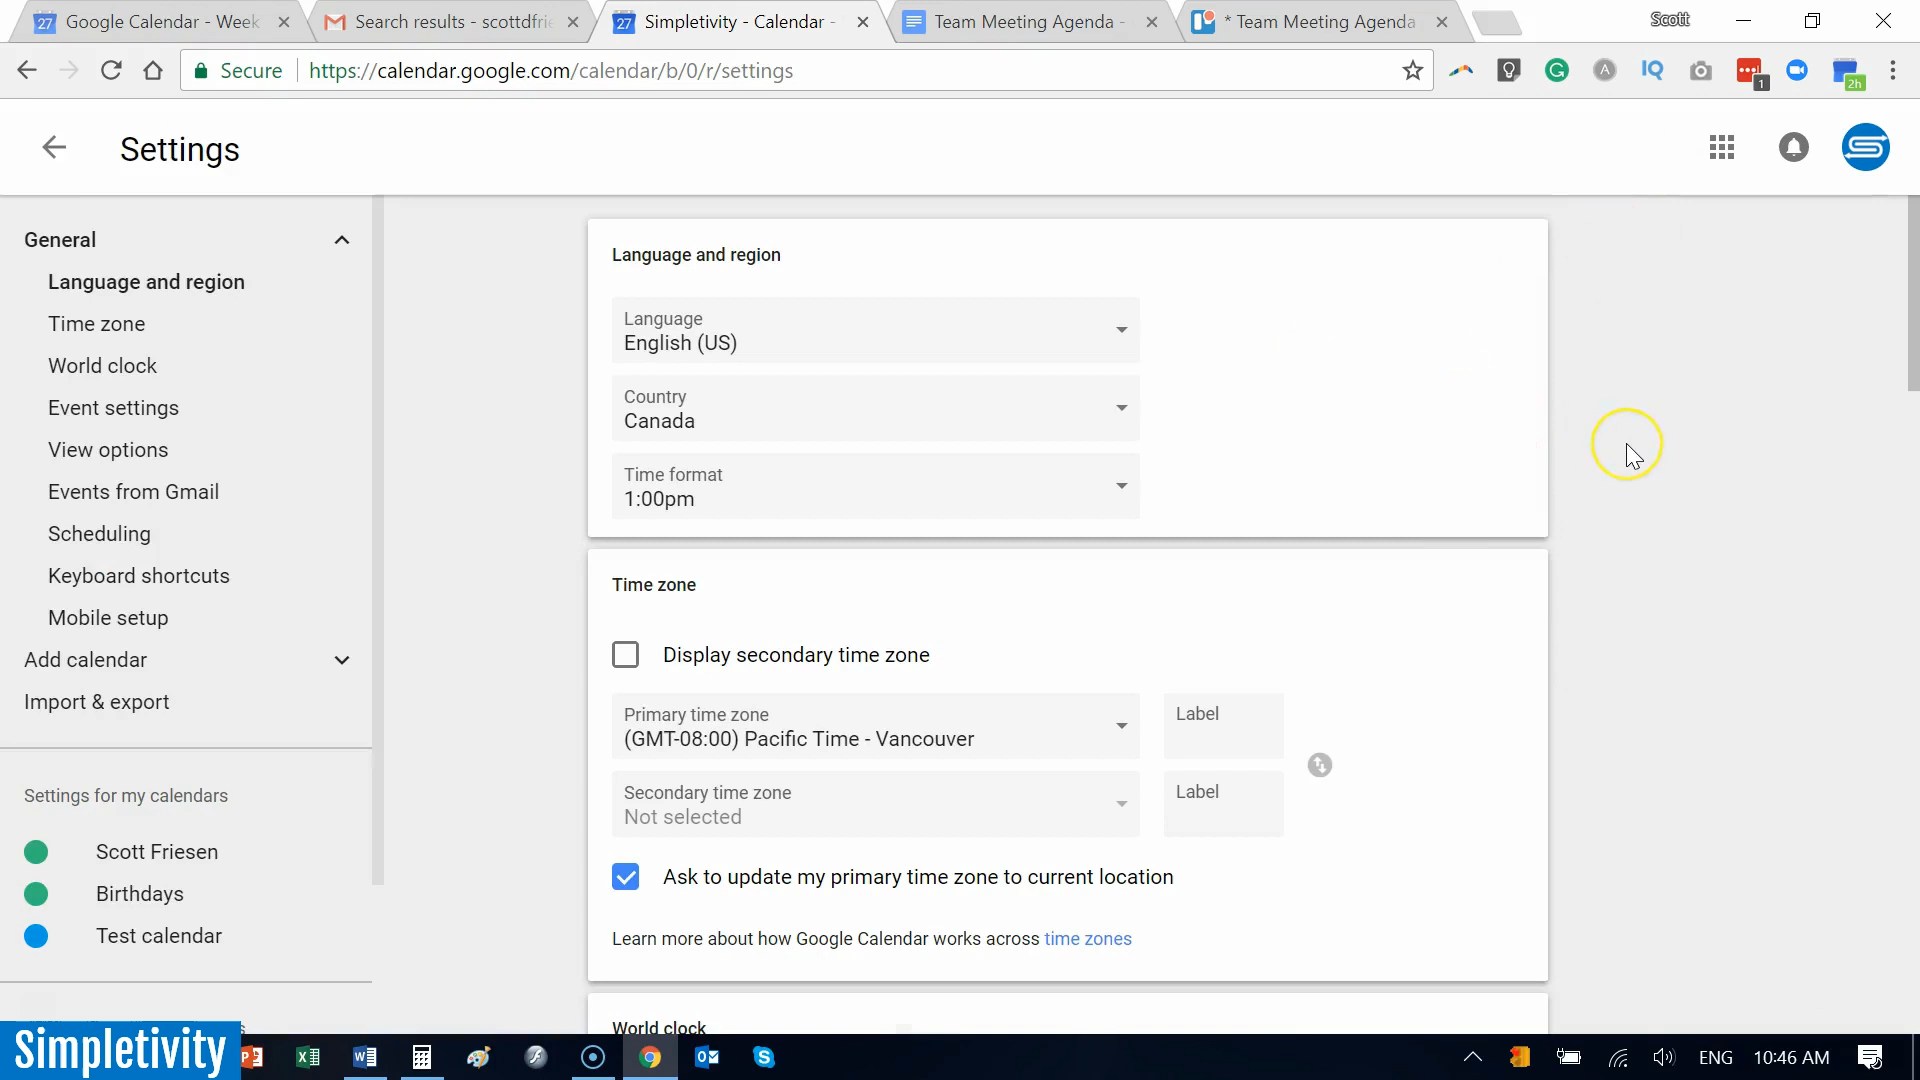 Google Calendar - Week
Search results - scottdfrie
Simpletivity - Calendar -
Team Meeting Agenda -
* Team Meeting Agenda
Scott
Secure
https://calendar.google.com/calendar/b/0/r/settings
G
A
IQ
1
2h
Settings
General
Language and region
Time zone
World clock
Event settings
View options
Events from Gmail
Scheduling
Keyboard shortcuts
Mobile setup
Add calendar
Import & export
Settings for my calendars
Scott Friesen
Birthdays
Test calendar
Language and region
Language
English (US)
Country
Canada
Time format
1:00pm
Time zone
Display secondary time zone
Primary time zone
(GMT-08:00) Pacific Time - Vancouver
Label
Secondary time zone
Not selected
Label
Ask to update my primary time zone to current location
Learn more about how Google Calendar works across time zones
World clock
Simpletivity
ENG
10:46 AM